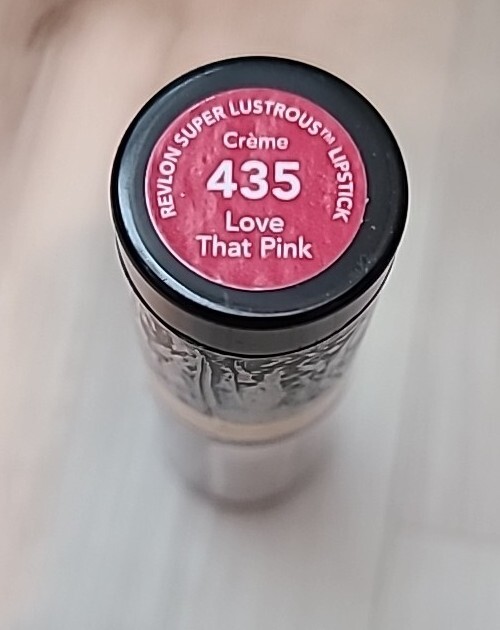 REVLON SUPER LUSTROUS™ LIPSTICK
Crème
435
Love
That Pink